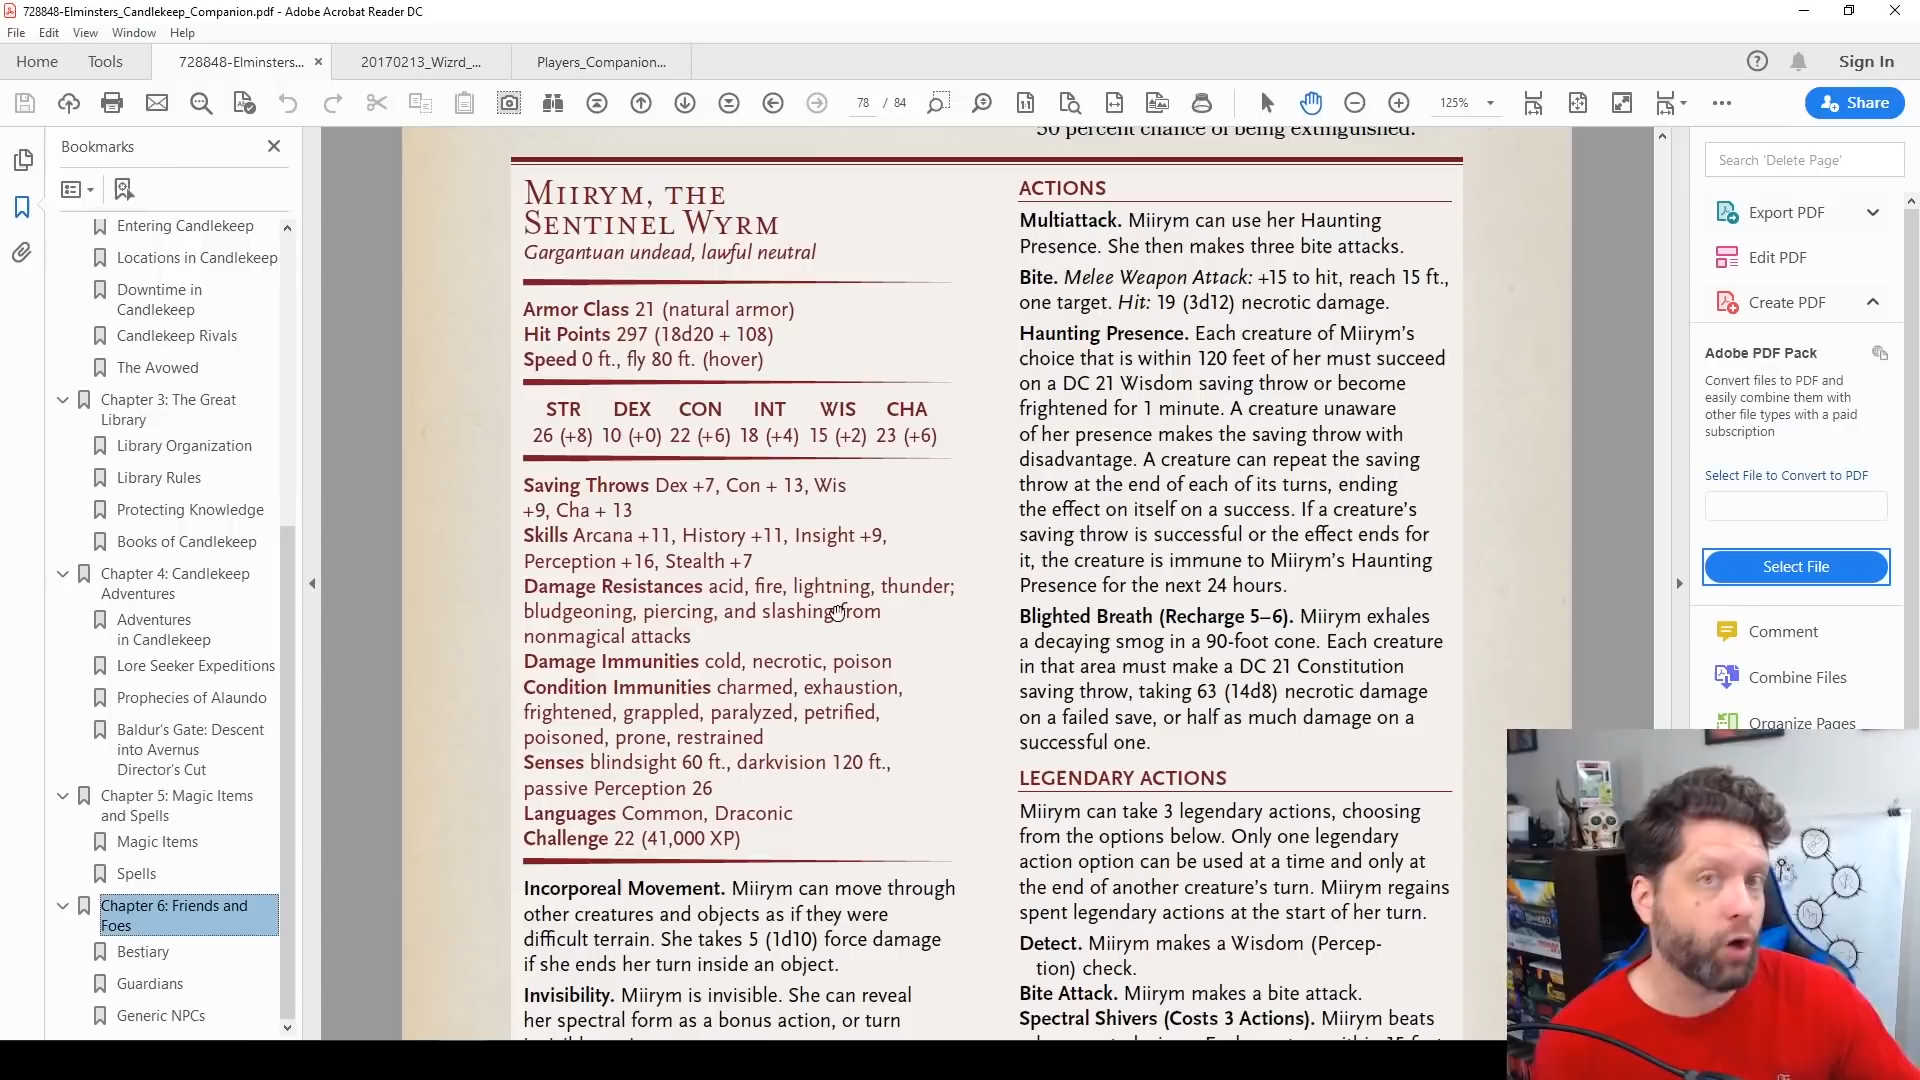 728848-Elminsters_Candlekeep_Companion.pdf - Adobe Acrobat Reader DC
File Edit View Window Help
Home Tools 728848-Elminsters... × 20170213_Wizrd_... Players_Companion... Sign In
78 / 84 125% Share
Bookmarks
Entering Candlekeep
Locations in Candlekeep
Downtime in
Candlekeep
Candlekeep Rivals
The Avowed
Chapter 3: The Great
Library
Library Organization
Library Rules
Protecting Knowledge
Books of Candlekeep
Chapter 4: Candlekeep
Adventures
Adventures
in Candlekeep
Lore Seeker Expeditions
Prophecies of Alaundo
Baldur's Gate: Descent
into Avernus
Director's Cut
Chapter 5: Magic Items
and Spells
Magic Items
Spells
Chapter 6: Friends and
Foes
Bestiary
Guardians
Generic NPCs
50 percent chance of being extinguished.
Miirym, the
Sentinel Wyrm
Gargantuan undead, lawful neutral
Armor Class 21 (natural armor)
Hit Points 297 (18d20 + 108)
Speed 0 ft., fly 80 ft. (hover)
STR DEX CON INT WIS CHA
26 (+8) 10 (+0) 22 (+6) 18 (+4) 15 (+2) 23 (+6)
Saving Throws Dex +7, Con + 13, Wis
+9, Cha + 13
Skills Arcana +11, History +11, Insight +9,
Perception +16, Stealth +7
Damage Resistances acid, fire, lightning, thunder;
bludgeoning, piercing, and slashing from
nonmagical attacks
Damage Immunities cold, necrotic, poison
Condition Immunities charmed, exhaustion,
frightened, grappled, paralyzed, petrified,
poisoned, prone, restrained
Senses blindsight 60 ft., darkvision 120 ft.,
passive Perception 26
Languages Common, Draconic
Challenge 22 (41,000 XP)
Incorporeal Movement. Miirym can move through
other creatures and objects as if they were
difficult terrain. She takes 5 (1d10) force damage
if she ends her turn inside an object.
Invisibility. Miirym is invisible. She can reveal
her spectral form as a bonus action, or turn
ACTIONS
Multiattack. Miirym can use her Haunting
Presence. She then makes three bite attacks.
Bite. Melee Weapon Attack: +15 to hit, reach 15 ft.,
one target. Hit: 19 (3d12) necrotic damage.
Haunting Presence. Each creature of Miirym's
choice that is within 120 feet of her must succeed
on a DC 21 Wisdom saving throw or become
frightened for 1 minute. A creature unaware
of her presence makes the saving throw with
disadvantage. A creature can repeat the saving
throw at the end of each of its turns, ending
the effect on itself on a success. If a creature's
saving throw is successful or the effect ends for
it, the creature is immune to Miirym's Haunting
Presence for the next 24 hours.
Blighted Breath (Recharge 5–6). Miirym exhales
a decaying smog in a 90-foot cone. Each creature
in that area must make a DC 21 Constitution
saving throw, taking 63 (14d8) necrotic damage
on a failed save, or half as much damage on a
successful one.
LEGENDARY ACTIONS
Miirym can take 3 legendary actions, choosing
from the options below. Only one legendary
action option can be used at a time and only at
the end of another creature's turn. Miirym regains
spent legendary actions at the start of her turn.
Detect. Miirym makes a Wisdom (Percep-
tion) check.
Bite Attack. Miirym makes a bite attack.
Spectral Shivers (Costs 3 Actions). Miirym beats
Search 'Delete Page'
Export PDF
Edit PDF
Create PDF
Adobe PDF Pack
Convert files to PDF and
easily combine them with
other file types with a paid
subscription
Select File to Convert to PDF
Select File
Comment
Combine Files
Organize Pages